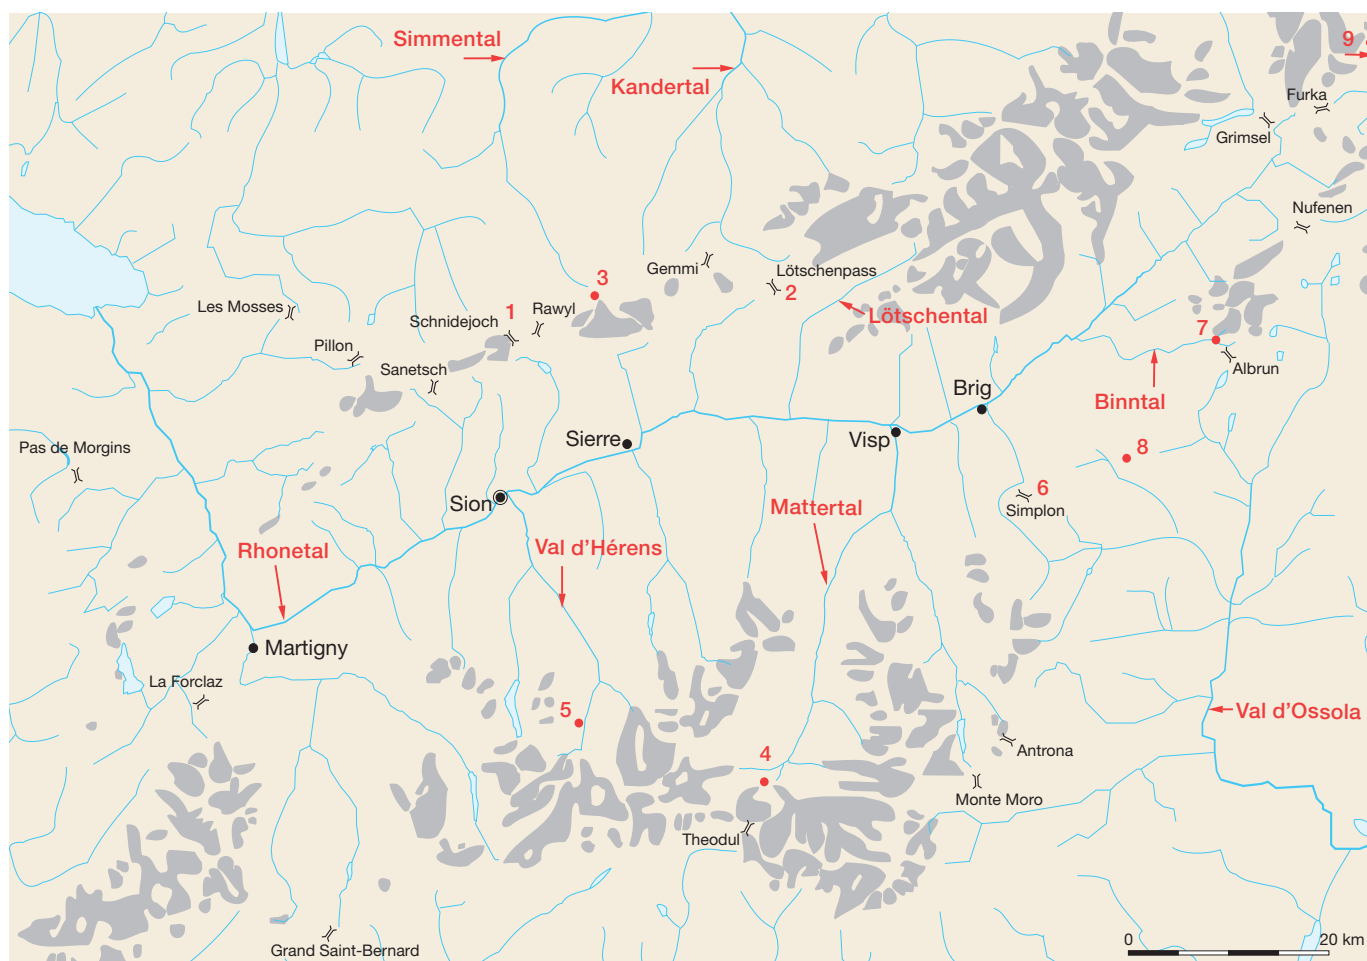 Simmental
Kandertal
9
Furka
Grimsel
Nufenen
Gemmi
Lötschenpass
2
3
Les Mosses
1
Rawyl
Schnidejoch
Lötschental
7
Pillon
Sanetsch
Albrun
Brig
Binntal
Sierre
Visp
Pas de Morgins
8
Sion
6
Simplon
Mattertal
Rhonetal
Val d'Hérens
Martigny
La Forclaz
5
Val d'Ossola
4
Antrona
Monte Moro
Theodul
Grand Saint-Bernard
0 20 km